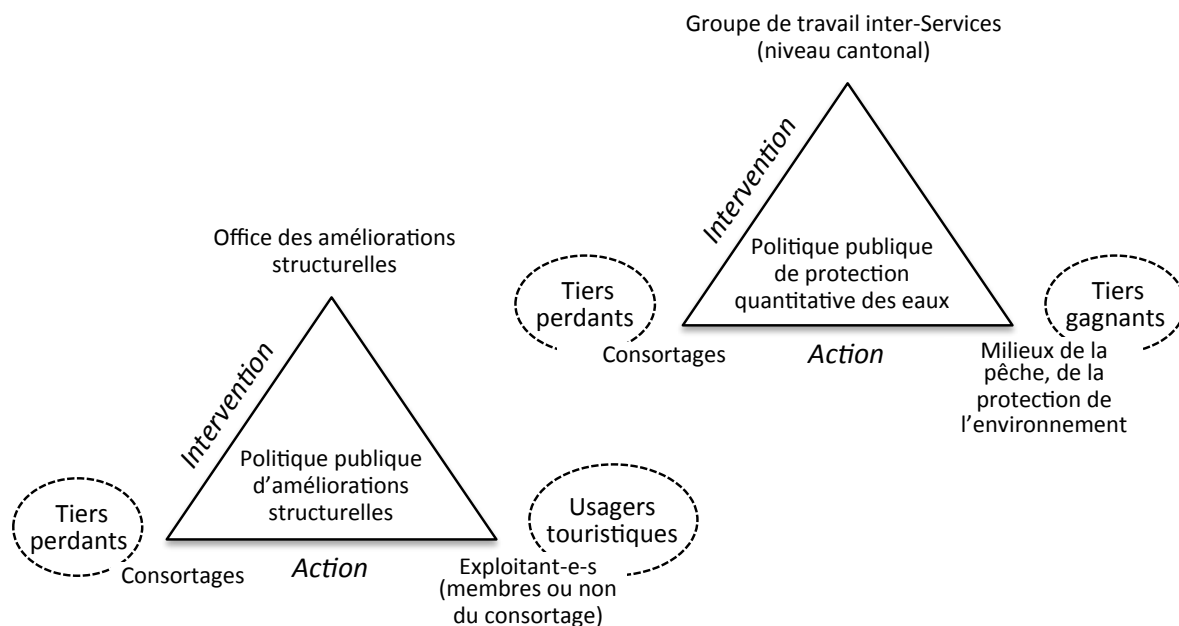 Groupe de travail inter-Services
(niveau cantonal)
Intervention
Politique publique
de protection
quantitative des eaux
Tiers
perdants
Consortages
Action
Tiers
gagnants
Milieux de la
pêche, de la
protection de
l'environnement
Office des améliorations
structurelles
Intervention
Politique publique
d'améliorations
structurelles
Tiers
perdants
Consortages
Action
Usagers
touristiques
Exploitant-e-s
(membres ou non
du consortage)